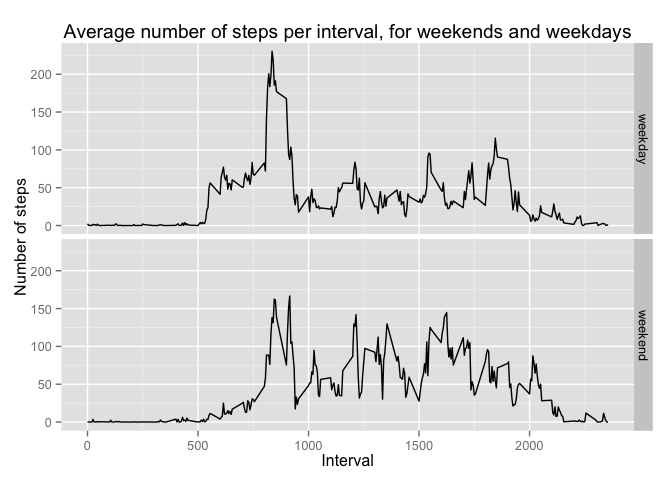 Average number of steps per interval, for weekends and weekdays
Number of steps
200
150
100
50
0
weekday
200
150
100
50
0
weekend
0 500 1000 1500 2000
Interval